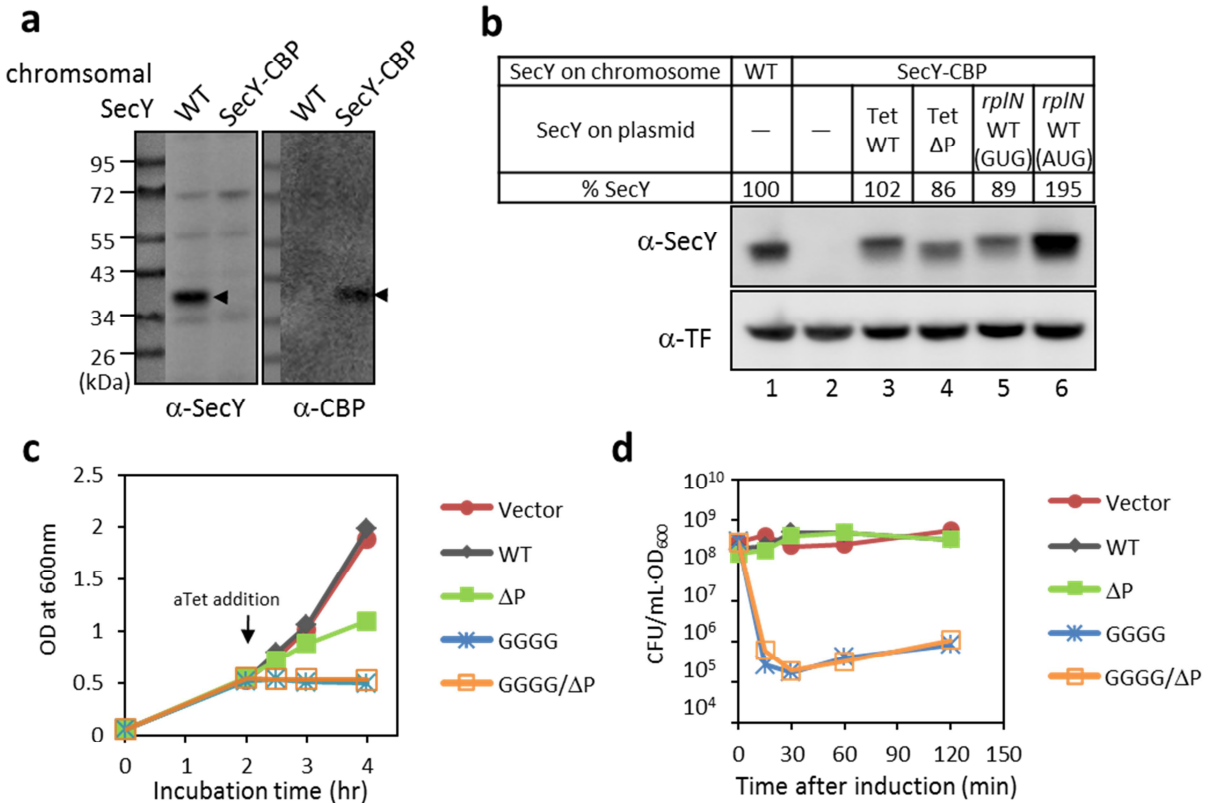 a
chromsomal
SecY
WT
SecY-CBP
WT
SecY-CBP
95
72
55
43
34
26
(kDa)
α-SecY
α-CBP
b
SecY on chromosome
WT
SecY-CBP
SecY on plasmid
—
—
Tet
WT
Tet
ΔP
rplN
WT
(GUG)
rplN
WT
(AUG)
% SecY
100
102
86
89
195
α-SecY
α-TF
1 2 3 4 5 6
c
OD at 600nm
2.5
2
1.5
1
0.5
0
aTet addition
0 1 2 3 4
Incubation time (hr)
Vector
WT
ΔP
GGGG
GGGG/ΔP
d
CFU/mL·OD₆₀₀
10¹⁰
10⁹
10⁸
10⁷
10⁶
10⁵
10⁴
0 30 60 90 120 150
Time after induction (min)
Vector
WT
ΔP
GGGG
GGGG/ΔP